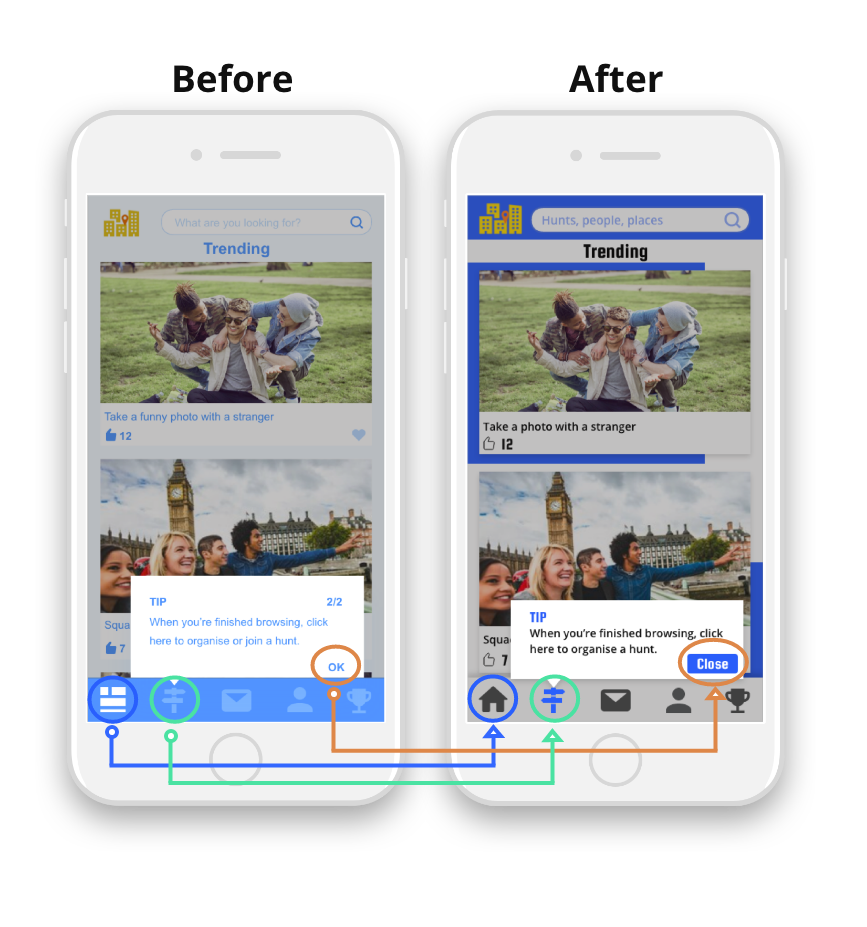 Before
After
What are you looking for?
Trending
Take a funny photo with a stranger
12
TIP
2/2
When you're finished browsing, click
here to organise or join a hunt.
Squa
7
OK
Hunts, people, places
Trending
Take a photo with a stranger
12
TIP
When you're finished browsing, click
here to organise a hunt.
Squa
7
Close